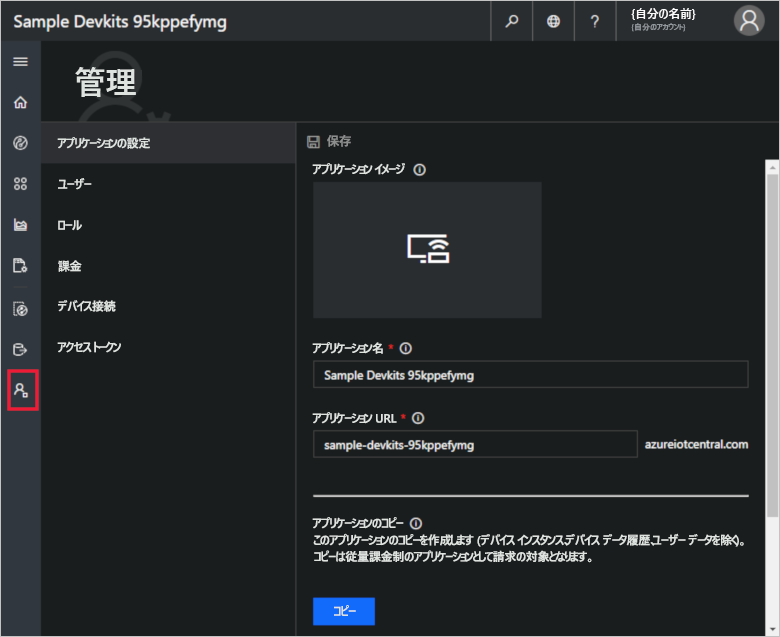 Sample Devkits 95kppefymg
?
{自分の名前}
{自分のアカウント}
管理
アプリケーションの設定
ユーザー
ロール
課金
デバイス接続
アクセストークン
保存
アプリケーション イメージ
アプリケーション名 *
Sample Devkits 95kppefymg
アプリケーション URL *
sample-devkits-95kppefymg
azureiotcentral.com
アプリケーションのコピー
このアプリケーションのコピーを作成します (デバイス インスタンス、デバイス データ履歴、ユーザー データを除く)。
コピーは従量課金制のアプリケーションとして請求の対象となります。
コピー